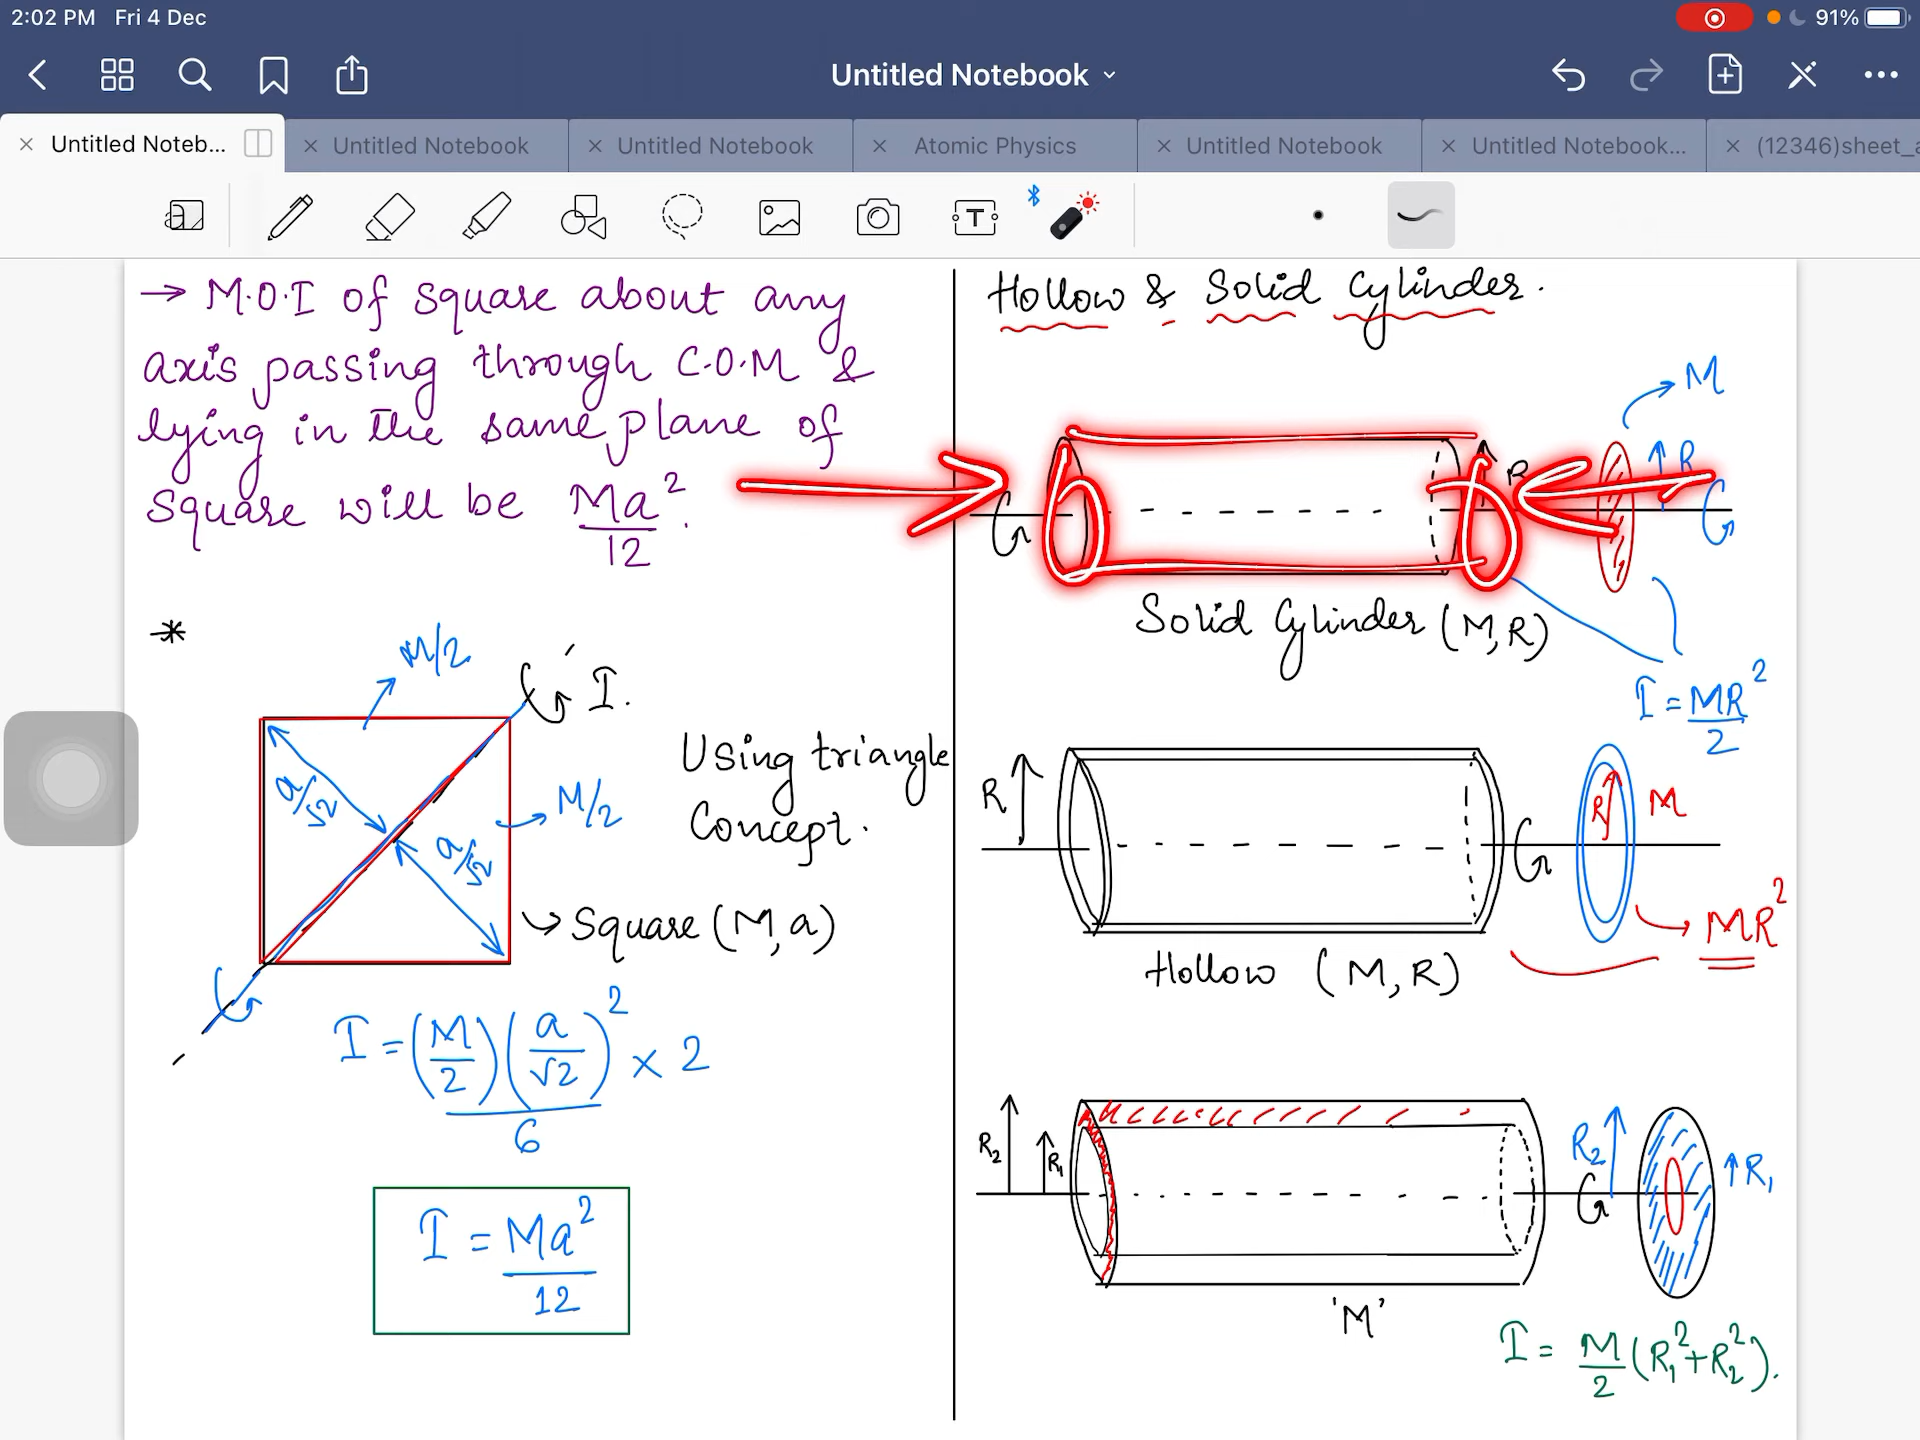 2:02 PM Fri 4 Dec
91%
Untitled Notebook
Untitled Noteb...
Untitled Notebook
Untitled Notebook
Atomic Physics
Untitled Notebook
Untitled Notebook...
(12346)sheet_a
→ M.O.I of square about any
axis passing through C.O.M &
lying in the same plane of
square will be Ma²/12.
*
M/2
I.
a/√2
M/2
a/√2
Using triangle
Concept.
Square (M, a)
I = (M/2)(a/√2)² × 2
6
I = Ma²/12
Hollow & Solid Cylinder.
M
R
R
Solid Cylinder (M, R)
I = MR²/2
R
R
M
MR²
Hollow (M, R)
R₂
R₁
R₂
R₁
'M'
I = M/2 (R₁² + R₂²).